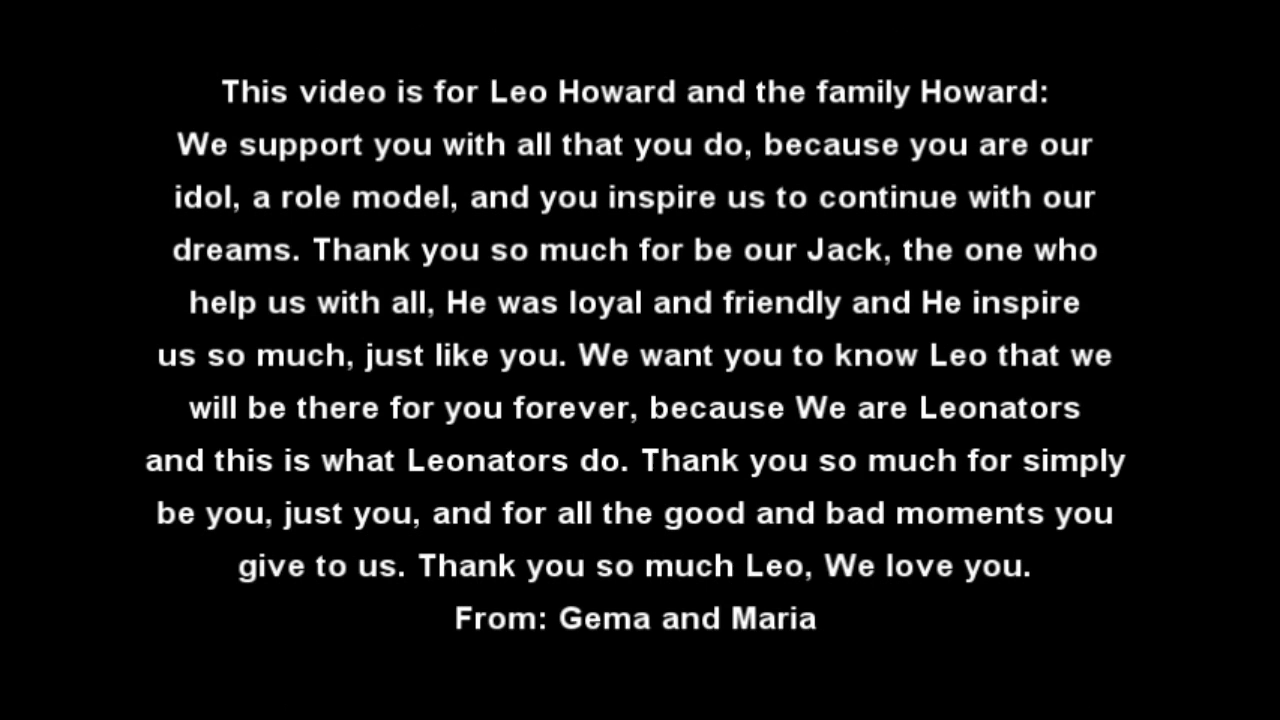 This video is for Leo Howard and the family Howard:
We support you with all that you do, because you are our
idol, a role model, and you inspire us to continue with our
dreams. Thank you so much for be our Jack, the one who
help us with all, He was loyal and friendly and He inspire
us so much, just like you. We want you to know Leo that we
will be there for you forever, because We are Leonators
and this is what Leonators do. Thank you so much for simply
be you, just you, and for all the good and bad moments you
give to us. Thank you so much Leo, We love you.
From: Gema and Maria